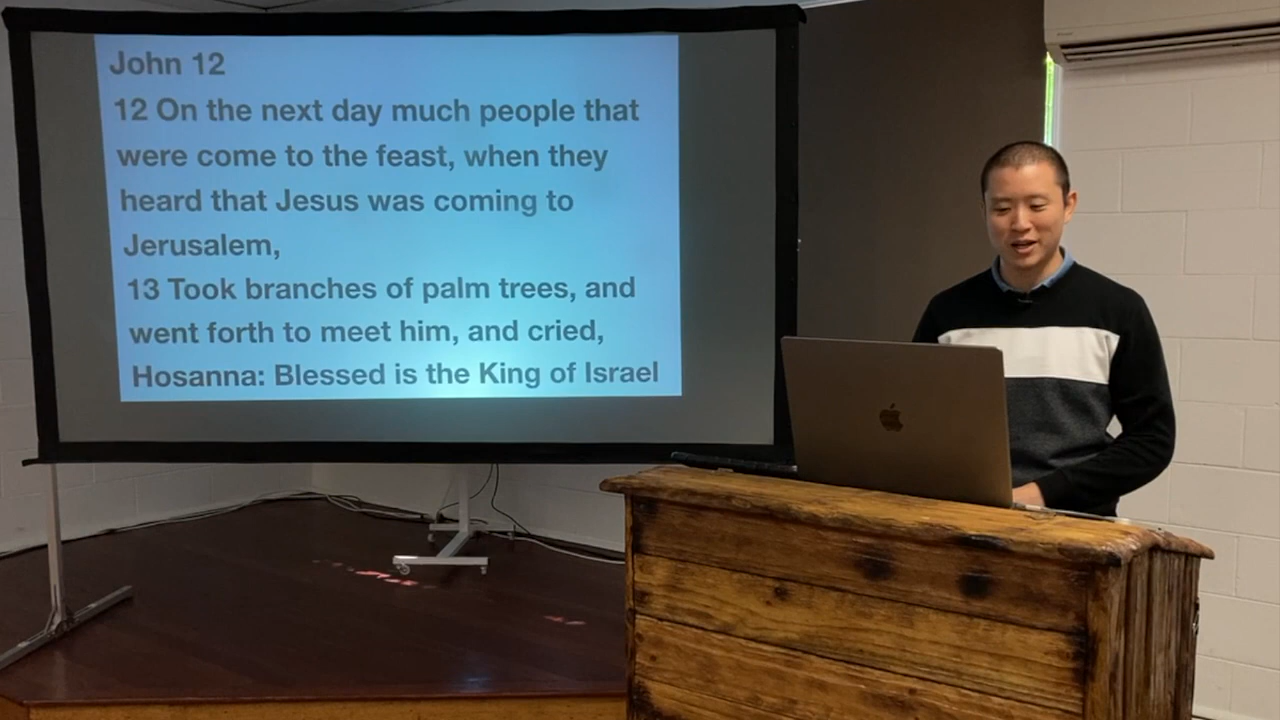 John 12
12 On the next day much people that
were come to the feast, when they
heard that Jesus was coming to
Jerusalem,
13 Took branches of palm trees, and
went forth to meet him, and cried,
Hosanna: Blessed is the King of Israel